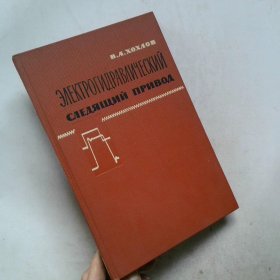 В.А.ХОХЛОВ
ЭЛЕКТРОГИДРАВЛИЧЕСКИЙ
СЛЕДЯЩИЙ ПРИВОД